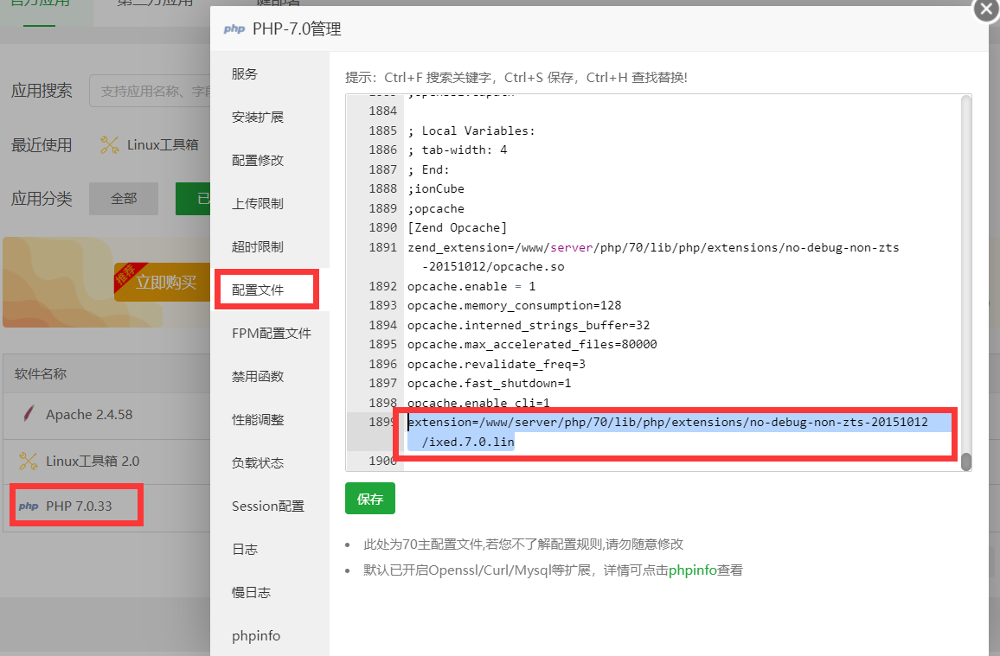 官方应用
第三方应用
PHP-7.0管理
应用搜索
支持应用名称、字段
最近使用
Linux工具箱
应用分类
全部
已
推荐
立即购买
软件名称
Apache 2.4.58
Linux工具箱 2.0
php PHP 7.0.33
php
服务
安装扩展
配置修改
上传限制
超时限制
配置文件
FPM配置文件
禁用函数
性能调整
负载状态
Session配置
日志
慢日志
phpinfo
提示：Ctrl+F 搜索关键字，Ctrl+S 保存，Ctrl+H 查找替换!
1884
1885 ; Local Variables:
1886 ; tab-width: 4
1887 ; End:
1888 ;ionCube
1889 ;opcache
1890 [Zend Opcache]
1891 zend_extension=/www/server/php/70/lib/php/extensions/no-debug-non-zts
-20151012/opcache.so
1892 opcache.enable = 1
1893 opcache.memory_consumption=128
1894 opcache.interned_strings_buffer=32
1895 opcache.max_accelerated_files=80000
1896 opcache.revalidate_freq=3
1897 opcache.fast_shutdown=1
1898 opcache.enable_cli=1
1899 extension=/www/server/php/70/lib/php/extensions/no-debug-non-zts-20151012
/ixed.7.0.lin
1900
保存
此处为70主配置文件,若您不了解配置规则,请勿随意修改
默认已开启Openssl/Curl/Mysql等扩展，详情可点击phpinfo查看